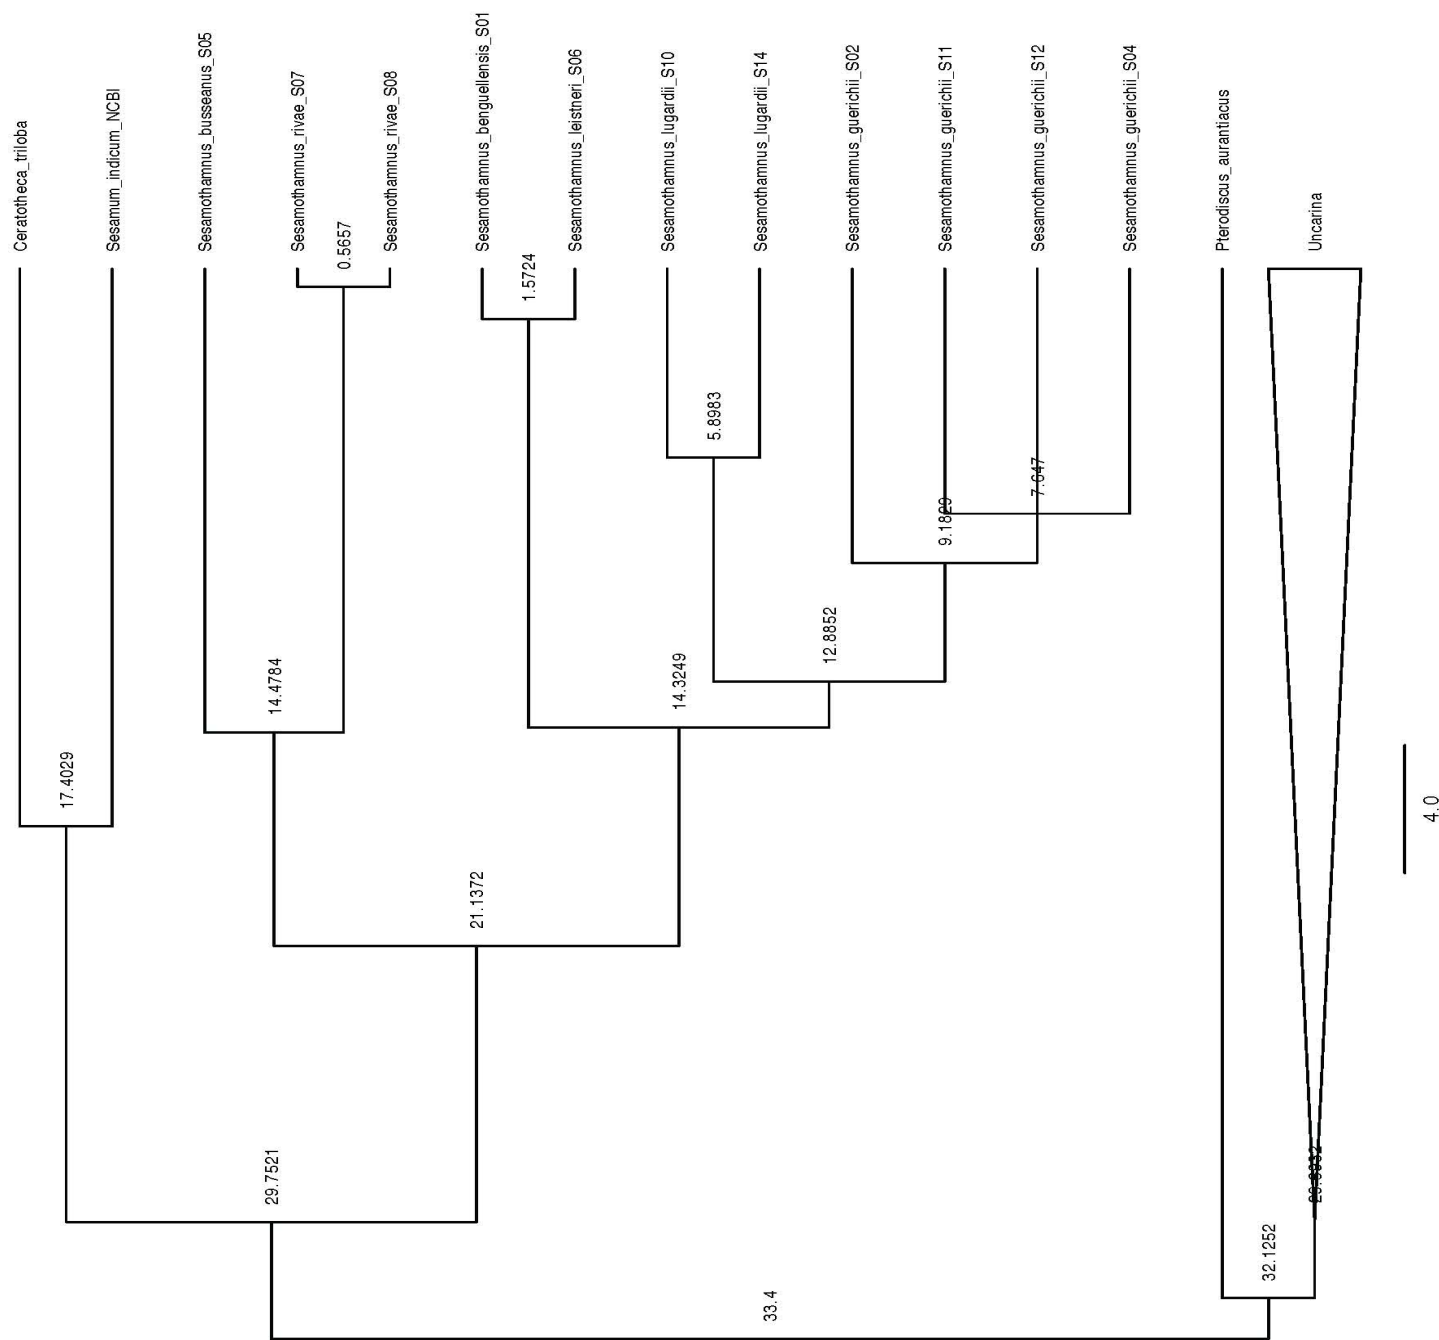 Ceratotheca_triloba
Sesamum_indicum_NCBI
Sesamothamnus_busseanus_S05
Sesamothamnus_rivae_S07
Sesamothamnus_rivae_S08
Sesamothamnus_benguellensis_S01
Sesamothamnus_leistneri_S06
Sesamothamnus_lugardii_S10
Sesamothamnus_lugardii_S14
Sesamothamnus_guerichii_S02
Sesamothamnus_guerichii_S11
Sesamothamnus_guerichii_S12
Sesamothamnus_guerichii_S04
Pterodiscus_aurantiacus
Uncarina
0.5657
1.5724
5.8983
7.647
9.1829
12.8852
14.3249
14.4784
17.4029
21.1372
29.7521
32.1252
33.4
4.0